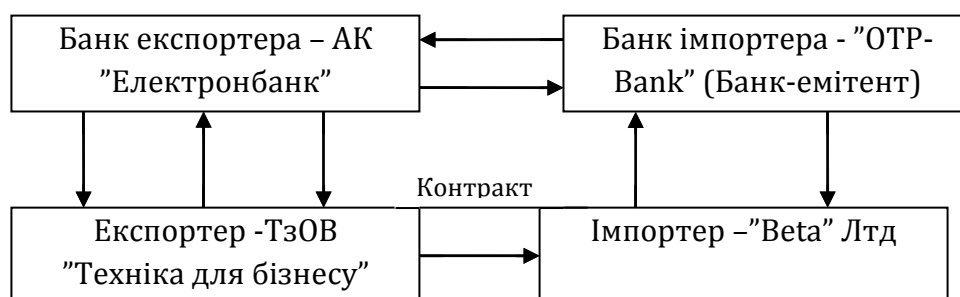 Банк експортера – АК
”Електронбанк”
Банк імпортера - ”OTP-
Bank” (Банк-емітент)
Контракт
Експортер -ТзОВ
”Техніка для бізнесу”
Імпортер –”Beta” Лтд